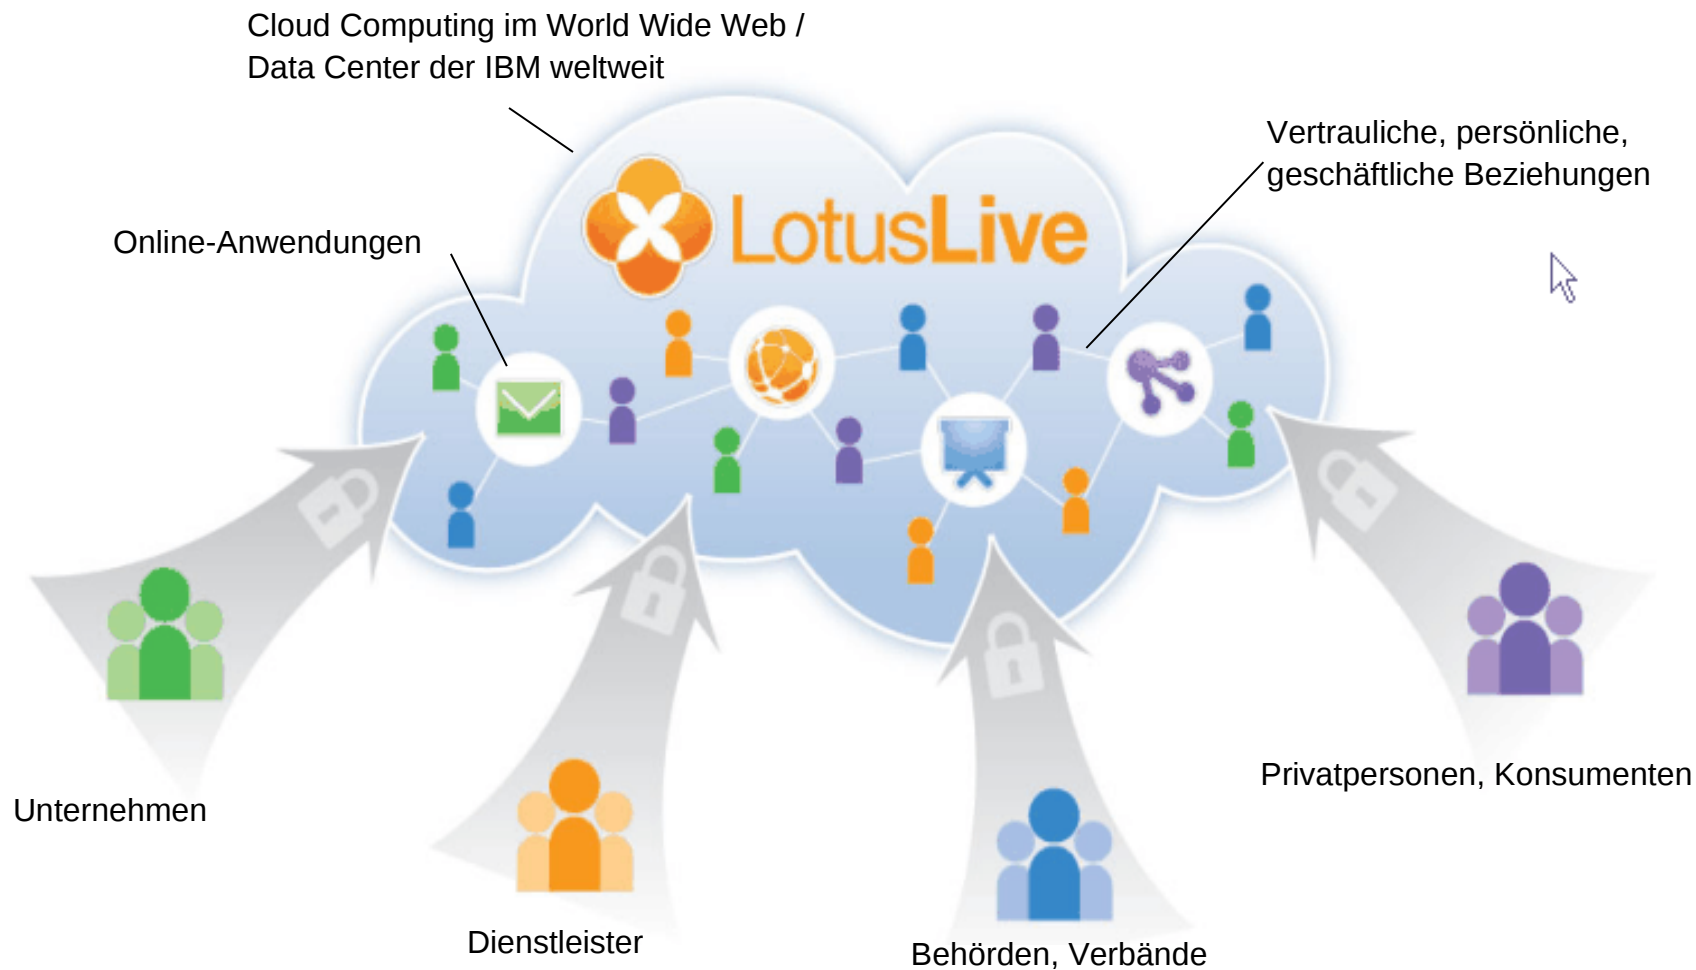 Cloud Computing im World Wide Web /
Data Center der IBM weltweit
Vertrauliche, persönliche,
geschäftliche Beziehungen
Online-Anwendungen
LotusLive
Unternehmen
Dienstleister
Behörden, Verbände
Privatpersonen, Konsumenten